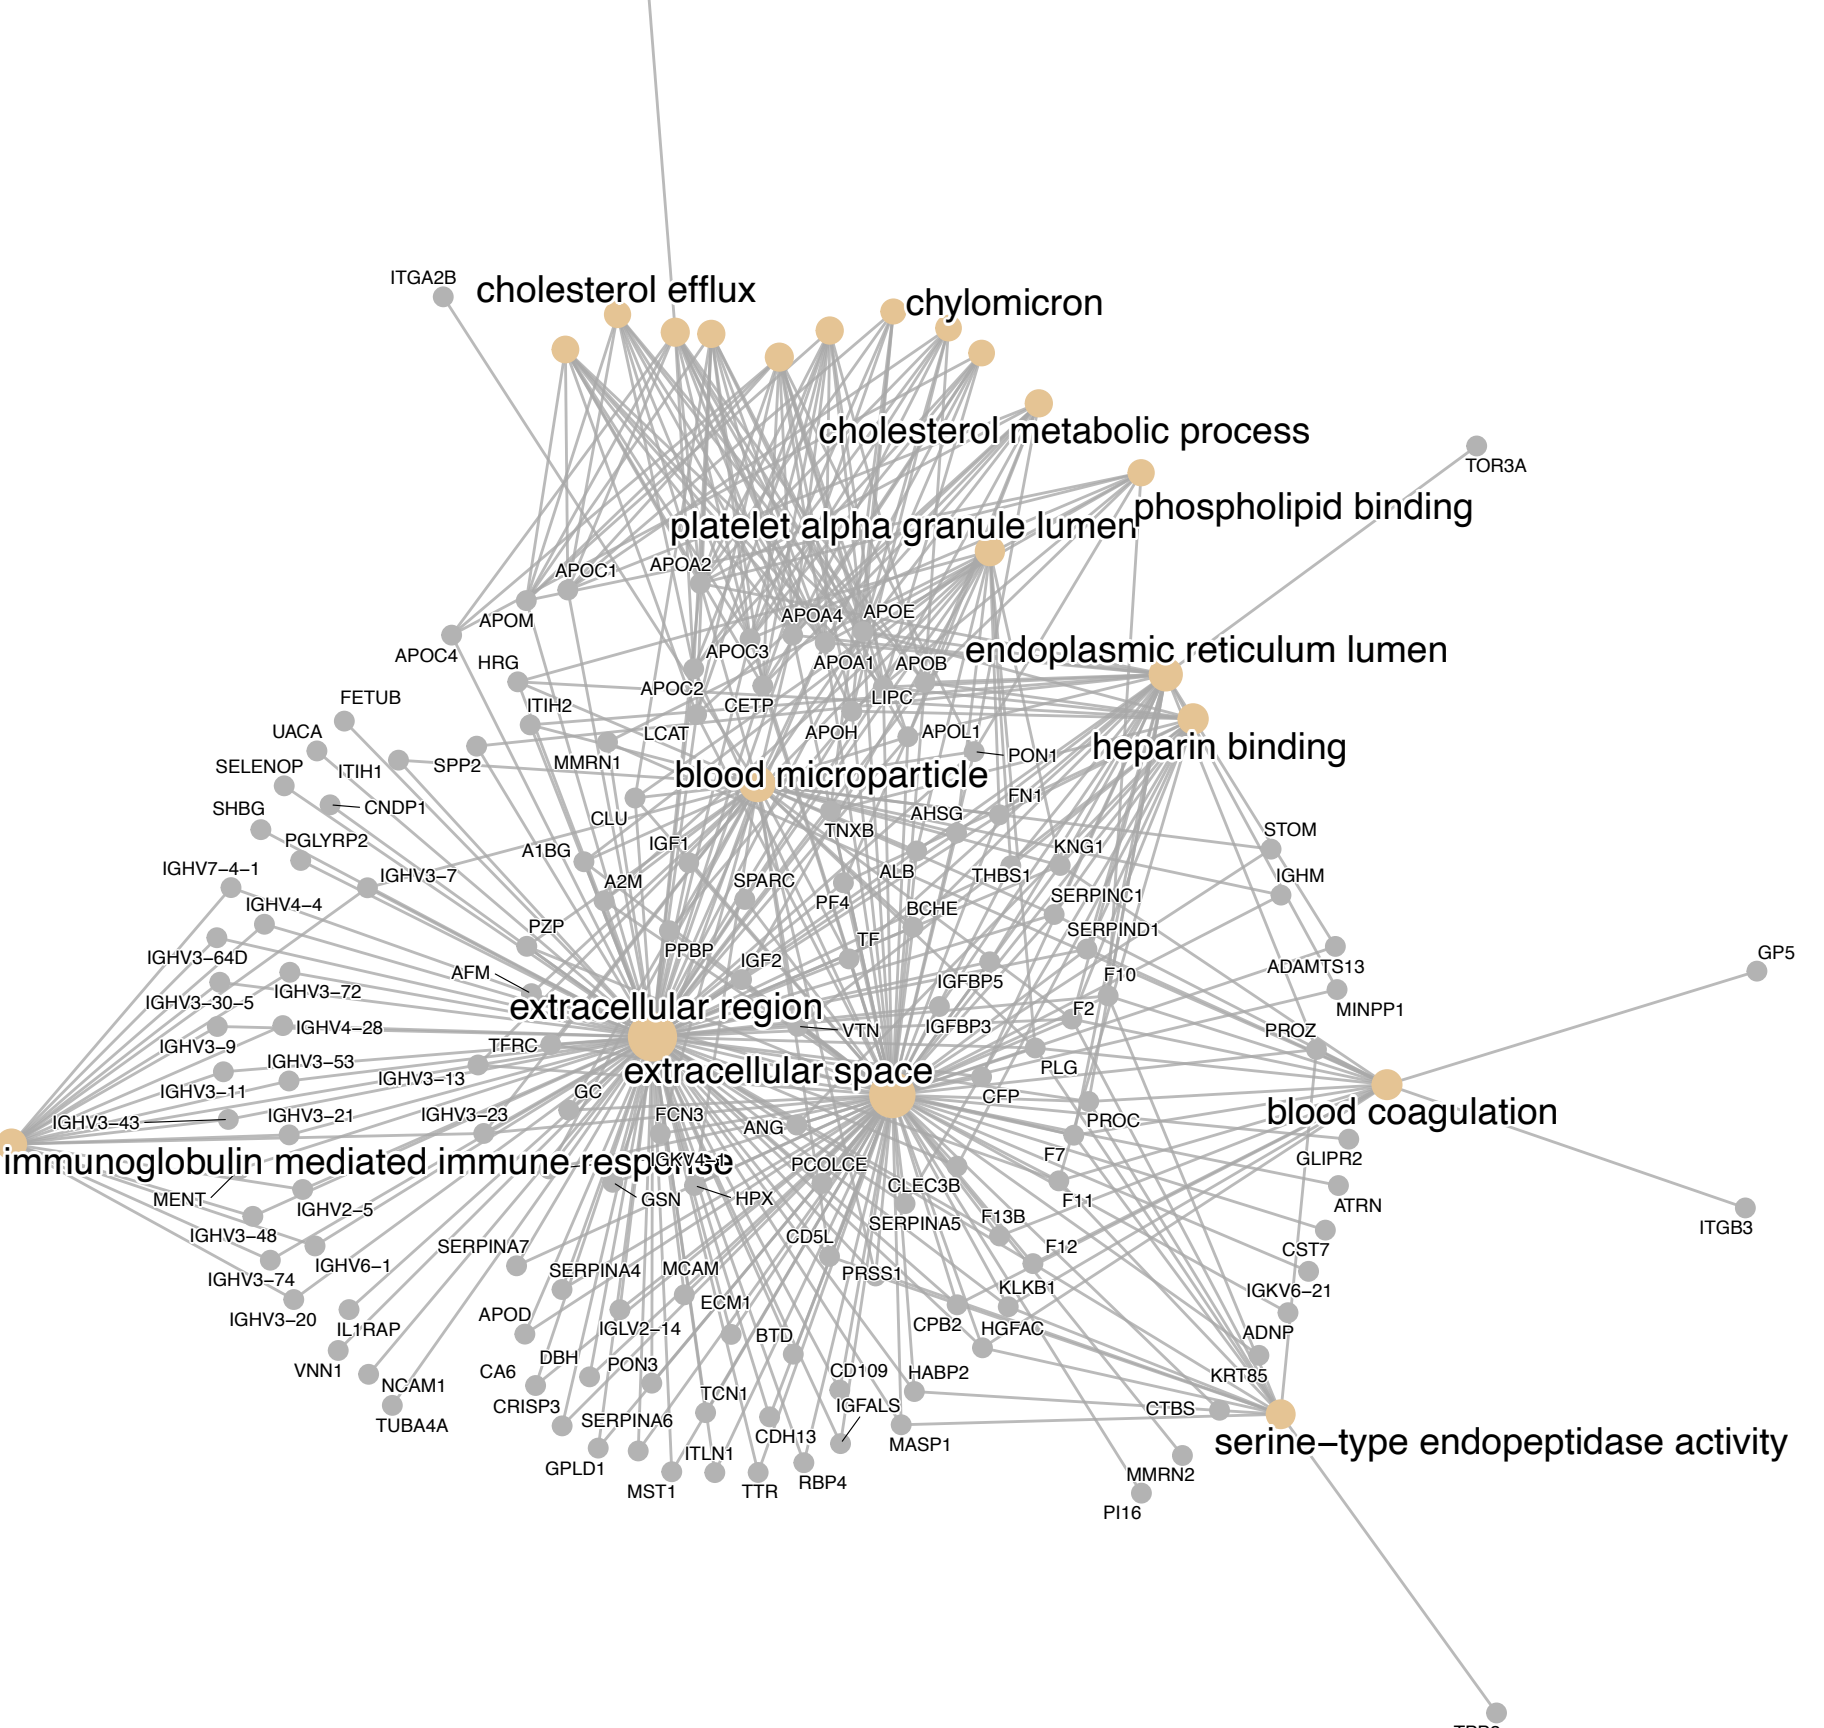 ITGA2B
cholesterol efflux
chylomicron
cholesterol metabolic process
TOR3A
phospholipid binding
platelet alpha granule lumen
APOC1
APOA2
APOM
APOA4
APOE
APOC4
HRG
APOC3
APOA1
APOB
endoplasmic reticulum lumen
FETUB
ITIH2
APOC2
CETP
LIPC
UACA
LCAT
APOH
APOL1
SELENOP
ITIH1
SPP2
MMRN1
PON1
heparin binding
blood microparticle
SHBG
CNDP1
CLU
TNXB
AHSG
FN1
PGLYRP2
A1BG
IGF1
STOM
IGHV7−4−1
IGHV3−7
A2M
SPARC
ALB
THBS1
KNG1
IGHM
IGHV4−4
PF4
BCHE
SERPINC1
PZP
PPBP
TF
SERPIND1
IGHV3−64D
AFM
IGF2
IGFBP5
F10
ADAMTS13
GP5
IGHV3−30−5
IGHV3−72
extracellular region
IGFBP3
F2
MINPP1
IGHV4−28
VTN
PROZ
IGHV3−9
TFRC
IGHV3−53
IGHV3−13
extracellular space
PLG
IGHV3−11
GC
CFP
IGHV3−43
IGHV3−21
IGHV3−23
FCN3
ANG
PROC
blood coagulation
immunoglobulin mediated immune response
IGKV4−1
PCOLCE
F7
GLIPR2
MENT
IGHV2−5
GSN
HPX
CLEC3B
F11
ATRN
IGHV3−48
SERPINA5
F13B
ITGB3
SERPINA7
CD5L
F12
CST7
IGHV3−74
IGHV6−1
SERPINA4
MCAM
PRSS1
KLKB1
IGKV6−21
IGHV3−20
IL1RAP
APOD
IGLV2−14
ECM1
BTD
CPB2
HGFAC
ADNP
VNN1
NCAM1
CA6
DBH
PON3
CD109
HABP2
KRT85
TUBA4A
CRISP3
SERPINA6
TCN1
IGFALS
CTBS
GPLD1
ITLN1
CDH13
MASP1
serine−type endopeptidase activity
MST1
TTR
RBP4
MMRN2
PI16